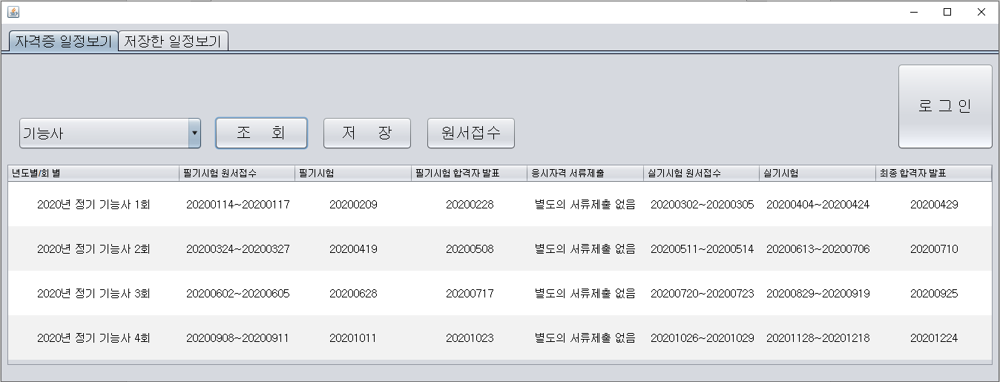 자격증 일정보기 저장한 일정보기
로 그 인
기능사 조 회 저 장 원서접수
년도별/회 별 필기시험 원서접수 필기시험 필기시험 합격자 발표 응시자격 서류제출 실기시험 원서접수 실기시험 최종 합격자 발표
2020년 정기 기능사 1회 20200114~20200117 20200209 20200228 별도의 서류제출 없음 20200302~20200305 20200404~20200424 20200429
2020년 정기 기능사 2회 20200324~20200327 20200419 20200508 별도의 서류제출 없음 20200511~20200514 20200613~20200706 20200710
2020년 정기 기능사 3회 20200602~20200605 20200628 20200717 별도의 서류제출 없음 20200720~20200723 20200829~20200919 20200925
2020년 정기 기능사 4회 20200908~20200911 20201011 20201023 별도의 서류제출 없음 20201026~20201029 20201128~20201218 20201224